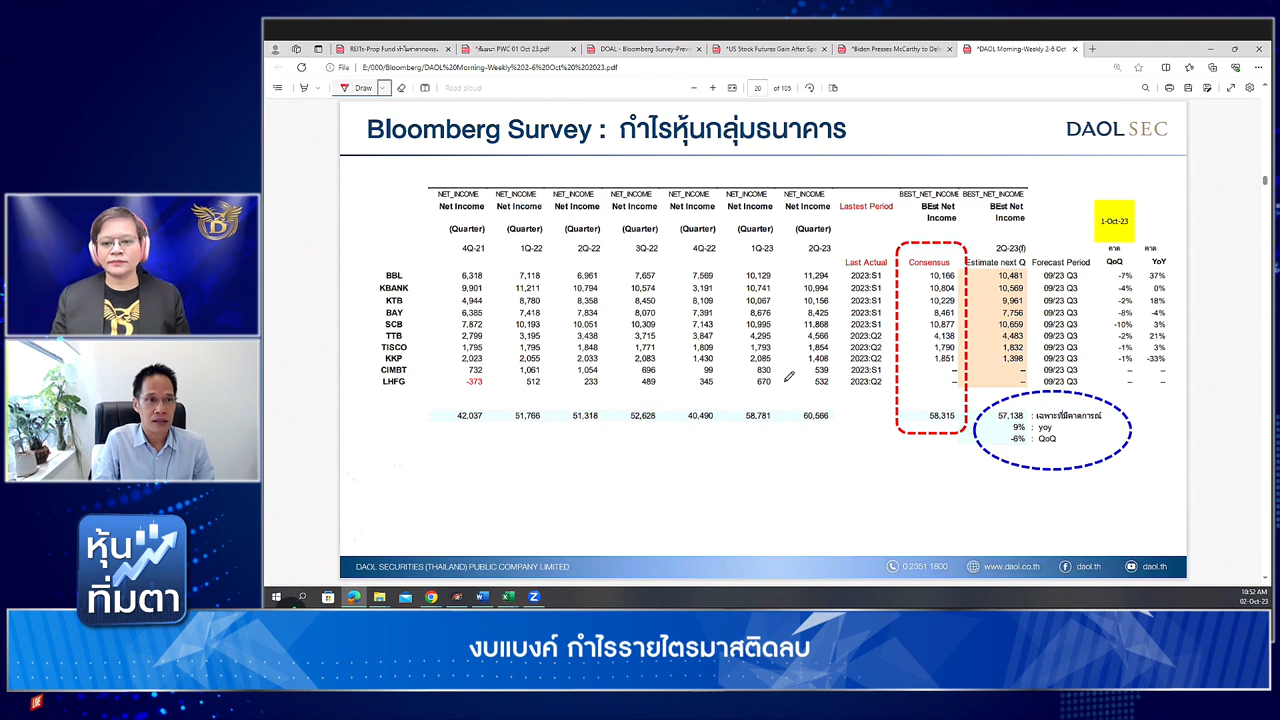 REITs-Prop Fund
สัมมนา PWC 01 Oct 23.pdf
DOAL - Bloomberg Survey-Previ
*US Stock Futures Gain After Spe
*Biden Presses McCarthy to Deli
*DAOL Morning-Weekly 2-6 Oct
File E:/000/Bloomberg/DAOL%20Morning-Weekly%202-6%20Oct%20%202023.pdf
Draw Read aloud 20 of 105
Bloomberg Survey : กำไรหุ้นกลุ่มธนาคาร
DAOL SEC
NET_INCOME NET_INCOME NET_INCOME NET_INCOME NET_INCOME NET_INCOME NET_INCOME BEST_NET_INCOME BEST_NET_INCOME
Net Income Net Income Net Income Net Income Net Income Net Income Net Income Lastest Period BEst Net Income BEst Net Income
(Quarter) (Quarter) (Quarter) (Quarter) (Quarter) (Quarter) (Quarter) 1-Oct-23
4Q-21 1Q-22 2Q-22 3Q-22 4Q-22 1Q-23 2Q-23 2Q-23(f) คาด คาด
Last Actual Consensus Estimate next Q Forecast Period QoQ YoY
BBL 6,318 7,118 6,961 7,657 7,569 10,129 11,294 2023:S1 10,166 10,481 09/23 Q3 -7% 37%
KBANK 9,901 11,211 10,794 10,574 3,191 10,741 10,994 2023:S1 10,804 10,569 09/23 Q3 -4% 0%
KTB 4,944 8,780 8,358 8,450 8,109 10,067 10,156 2023:S1 10,229 9,961 09/23 Q3 -2% 18%
BAY 6,385 7,418 7,834 8,070 7,391 8,676 8,425 2023:S1 8,461 7,756 09/23 Q3 -8% -4%
SCB 7,872 10,193 10,051 10,309 7,143 10,995 11,868 2023:S1 10,877 10,659 09/23 Q3 -10% 3%
TTB 2,799 3,195 3,438 3,715 3,847 4,295 4,566 2023:Q2 4,138 4,483 09/23 Q3 -2% 21%
TISCO 1,795 1,795 1,848 1,771 1,809 1,793 1,854 2023:Q2 1,790 1,832 09/23 Q3 -1% 3%
KKP 2,023 2,055 2,033 2,083 1,430 2,085 1,408 2023:Q2 1,851 1,398 09/23 Q3 -1% -33%
CIMBT 732 1,061 1,054 696 99 830 539 2023:S1 -- -- 09/23 Q3 -- --
LHFG -373 512 233 489 345 670 532 2023:Q2 -- -- 09/23 Q3 -- --
42,037 51,766 51,318 52,628 40,490 58,781 60,566 58,315 57,138 : เฉพาะที่มีคาดการณ์
9% : yoy
-6% : QoQ
DAOL SECURITIES (THAILAND) PUBLIC COMPANY LIMITED
0 2351 1800 www.daol.co.th daol.th daol.th
10:52 AM
02-Oct-23
หุ้น
ทิ่มตา
งบแบงค์ กำไรรายไตรมาสติดลบ
LIVE